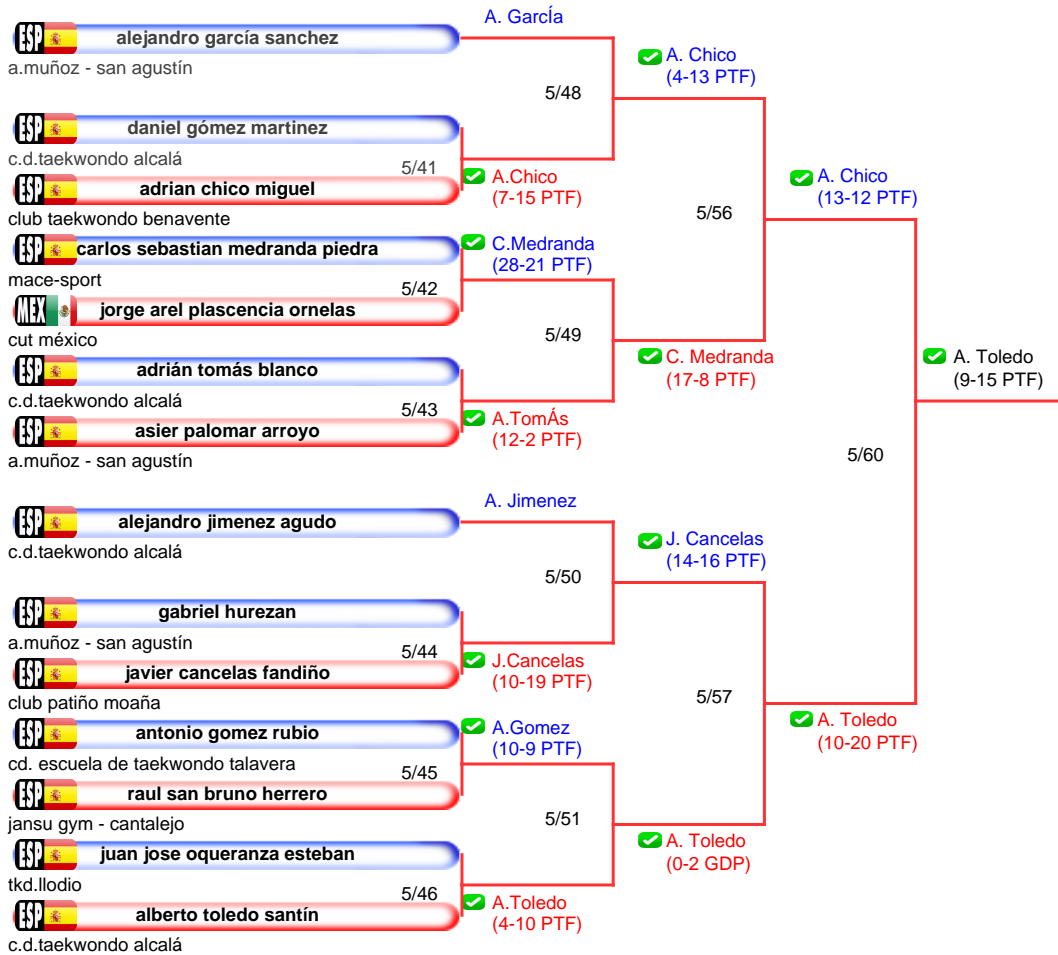 A. GarcÍa
ESP alejandro garcía sanchez
a.muñoz - san agustín
A. Chico
(4-13 PTF)
5/48
ESP daniel gómez martinez
c.d.taekwondo alcalá
5/41
A.Chico
(7-15 PTF)
ESP adrian chico miguel
club taekwondo benavente
A. Chico
(13-12 PTF)
5/56
ESP carlos sebastian medranda piedra
mace-sport
C.Medranda
(28-21 PTF)
5/42
MEX jorge arel plascencia ornelas
cut méxico
5/49
C. Medranda
(17-8 PTF)
ESP adrián tomás blanco
c.d.taekwondo alcalá
5/43
A.TomÁs
(12-2 PTF)
ESP asier palomar arroyo
a.muñoz - san agustín
A. Toledo
(9-15 PTF)
5/60
A. Jimenez
ESP alejandro jimenez agudo
c.d.taekwondo alcalá
J. Cancelas
(14-16 PTF)
5/50
ESP gabriel hurezan
a.muñoz - san agustín
5/44
J.Cancelas
(10-19 PTF)
ESP javier cancelas fandiño
club patiño moaña
5/57
A. Toledo
(10-20 PTF)
ESP antonio gomez rubio
cd. escuela de taekwondo talavera
A.Gomez
(10-9 PTF)
5/45
ESP raul san bruno herrero
jansu gym - cantalejo
5/51
A. Toledo
(0-2 GDP)
ESP juan jose oqueranza esteban
tkd.llodio
5/46
A.Toledo
(4-10 PTF)
ESP alberto toledo santín
c.d.taekwondo alcalá